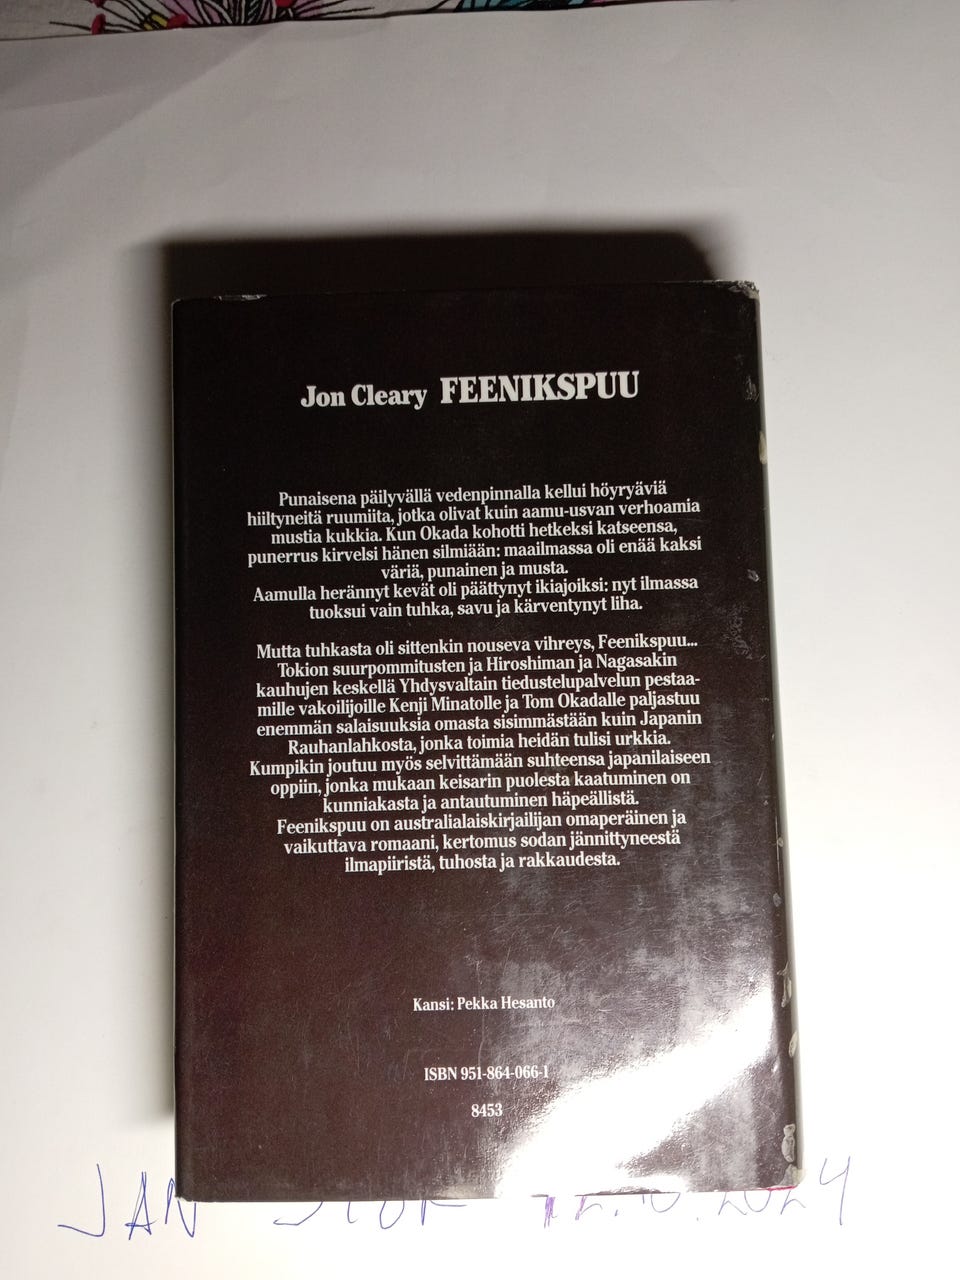 Jon Cleary FEENIKSPUU
Punaisena päilyvällä vedenpinnalla kellui höyryäviä
hiiltyneitä ruumiita, jotka olivat kuin aamu-usvan verhoamia
mustia kukkia. Kun Okada kohotti hetkeksi katseensa,
punerrus kirvelsi hänen silmiään: maailmassa oli enää kaksi
väriä, punainen ja musta.
Aamulla herännyt kevät oli päättynyt ikiajoiksi: nyt ilmassa
tuoksui vain tuhka, savu ja kärventynyt liha.
Mutta tuhkasta oli sittenkin nouseva vihreys, Feenikspuu...
Tokion suurpommitusten ja Hiroshiman ja Nagasakin
kauhujen keskellä Yhdysvaltain tiedustelupalvelun pestaa-
mille vakoilijoille Kenji Minatolle ja Tom Okadalle paljastuu
enemmän salaisuuksia omasta sisimmästään kuin Japanin
Rauhanlahkosta, jonka toimia heidän tulisi urkkia.
Kumpikin joutuu myös selvittämään suhteensa japanilaiseen
oppiin, jonka mukaan keisarin puolesta kaatuminen on
kunniakasta ja antautuminen häpeällistä.
Feenikspuu on australialaiskirjailijan omaperäinen ja
vaikuttava romaani, kertomus sodan jännittyneestä
ilmapiiristä, tuhosta ja rakkaudesta.
Kansi: Pekka Hesanto
ISBN 951-864-066-1
8453
JAN